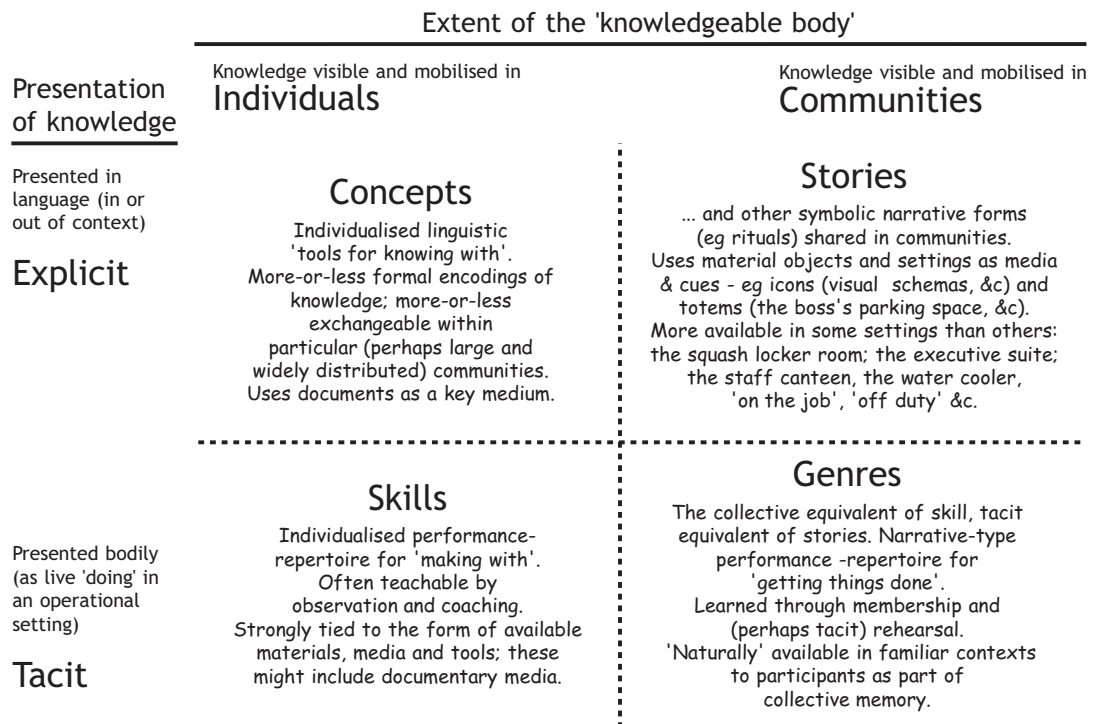 Extent of the 'knowledgeable body'
Presentation
of knowledge
Knowledge visible and mobilised in
Individuals
Knowledge visible and mobilised in
Communities
Presented in
language (in or
out of context)
Explicit
Concepts
Individualised linguistic
'tools for knowing with'.
More-or-less formal encodings of
knowledge; more-or-less
exchangeable within
particular (perhaps large and
widely distributed) communities.
Uses documents as a key medium.
Stories
... and other symbolic narrative forms
(eg rituals) shared in communities.
Uses material objects and settings as media
& cues - eg icons (visual schemas, &c) and
totems (the boss's parking space, &c).
More available in some settings than others:
the squash locker room; the executive suite;
the staff canteen, the water cooler,
'on the job', 'off duty' &c.
Presented bodily
(as live 'doing' in
an operational
setting)
Tacit
Skills
Individualised performance-
repertoire for 'making with'.
Often teachable by
observation and coaching.
Strongly tied to the form of available
materials, media and tools; these
might include documentary media.
Genres
The collective equivalent of skill, tacit
equivalent of stories. Narrative-type
performance -repertoire for
'getting things done'.
Learned through membership and
(perhaps tacit) rehearsal.
'Naturally' available in familiar contexts
to participants as part of
collective memory.